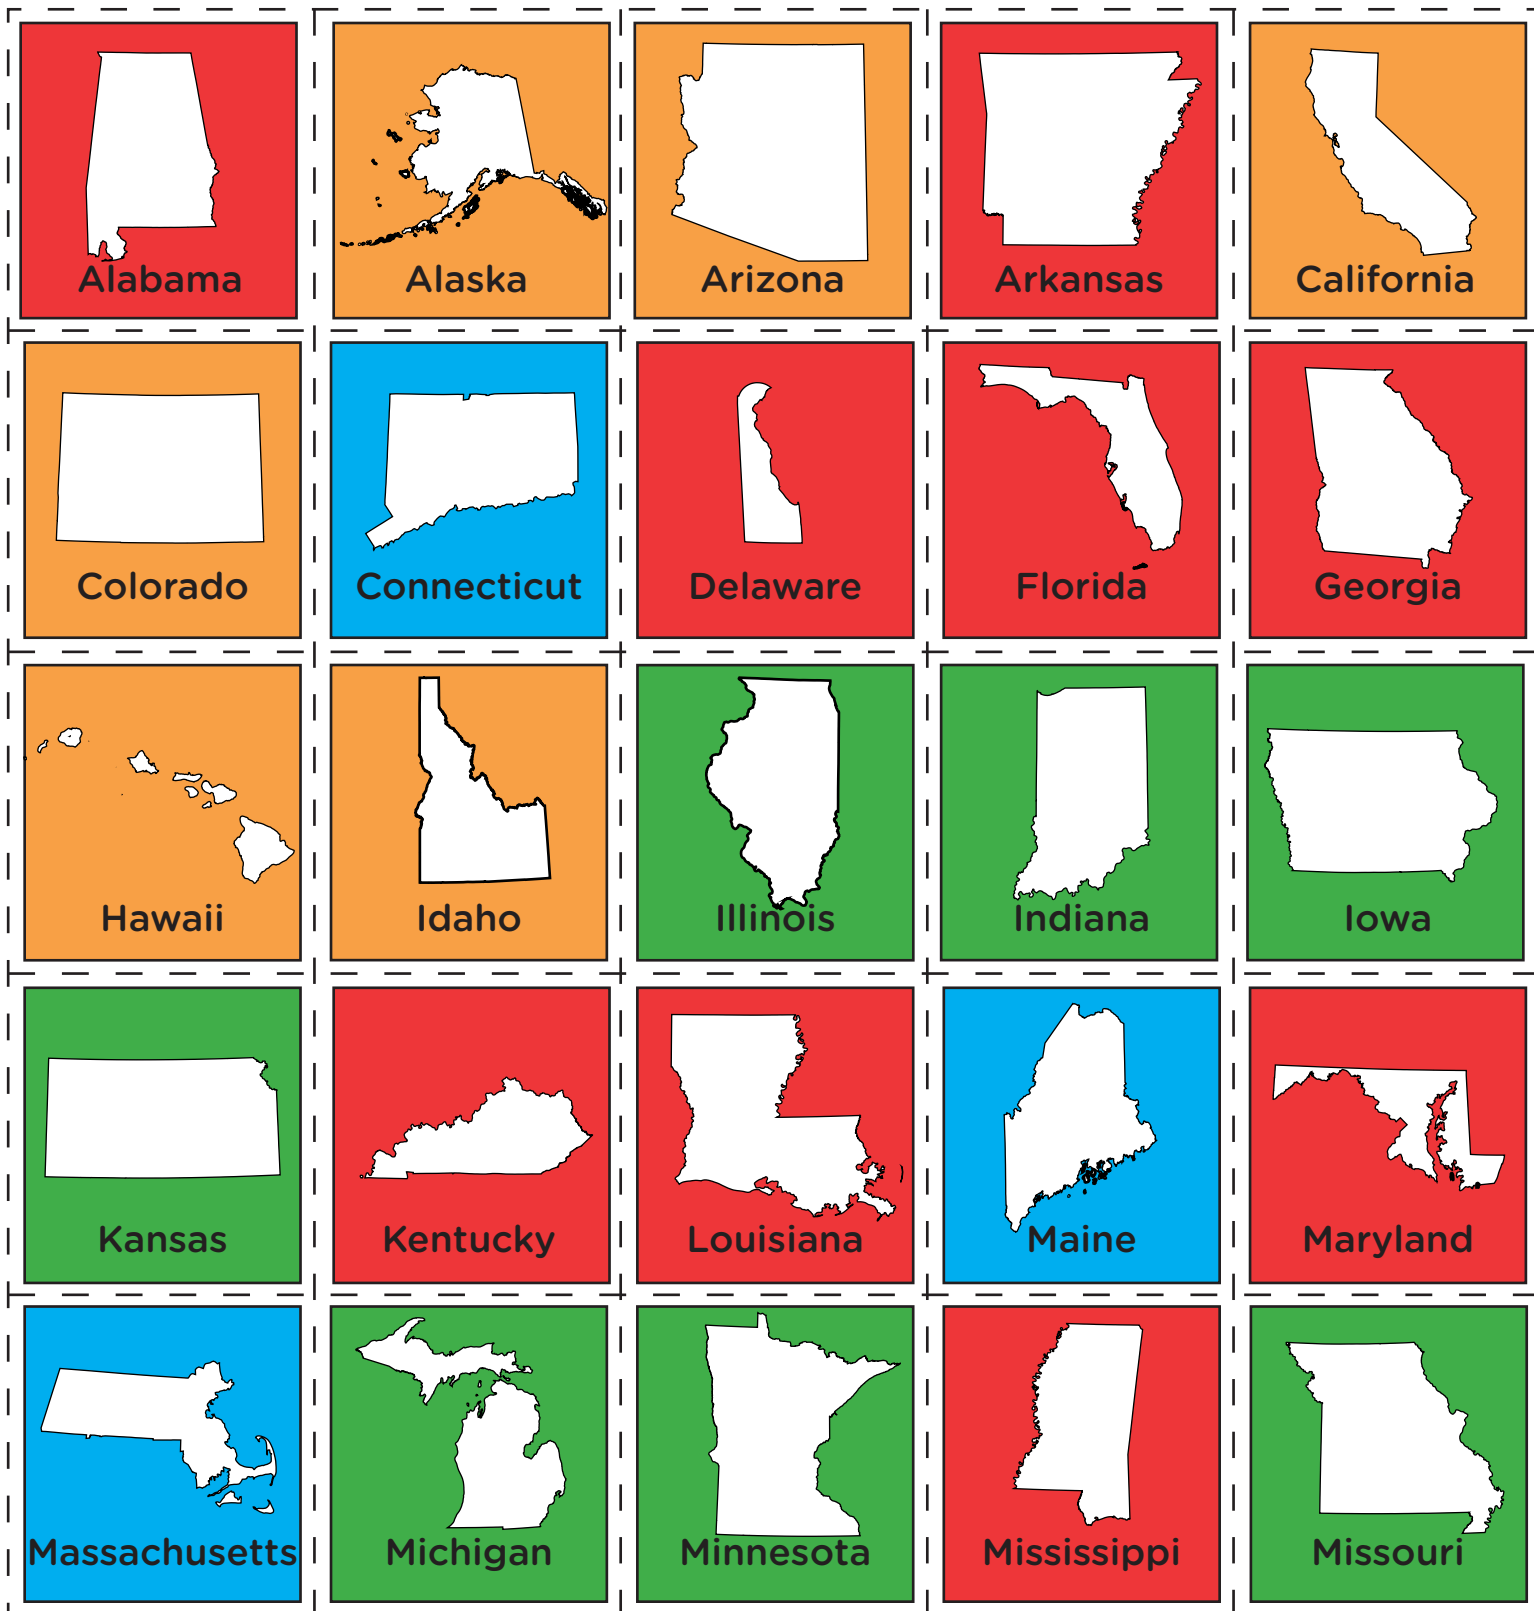 Alabama
Alaska
Arizona
Arkansas
California
Colorado
Connecticut
Delaware
Florida
Georgia
Hawaii
Idaho
Illinois
Indiana
Iowa
Kansas
Kentucky
Louisiana
Maine
Maryland
Massachusetts
Michigan
Minnesota
Mississippi
Missouri